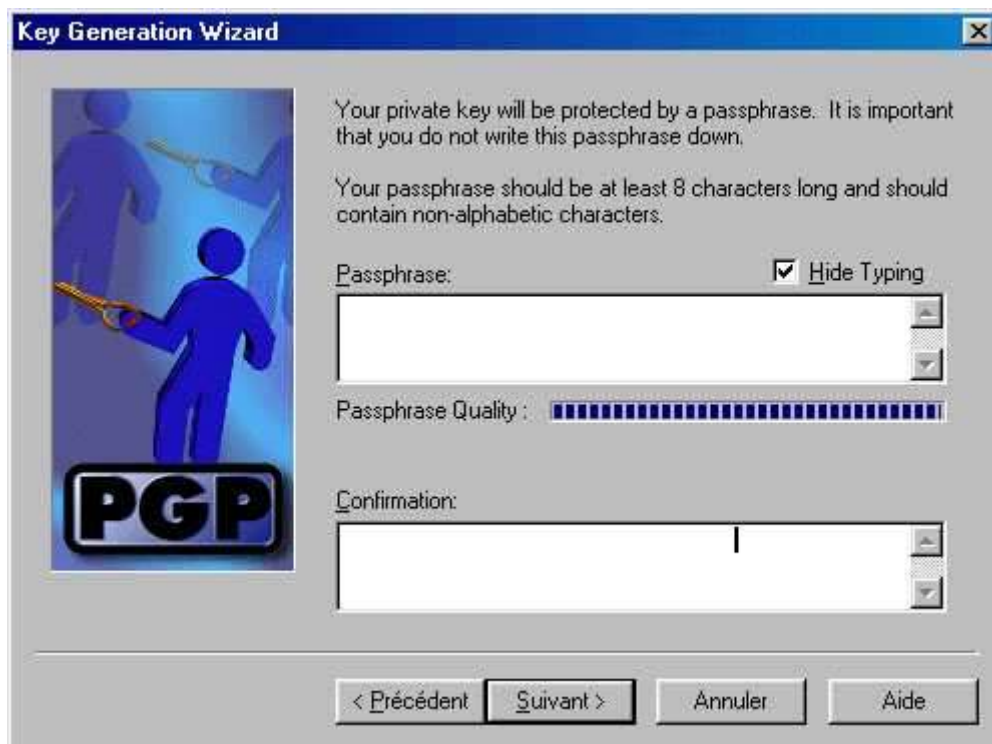 Key Generation Wizard
Your private key will be protected by a passphrase. It is important
that you do not write this passphrase down.
Your passphrase should be at least 8 characters long and should
contain non-alphabetic characters.
Passphrase:
Hide Typing
Passphrase Quality :
Confirmation:
PGP
< Précédent
Suivant >
Annuler
Aide